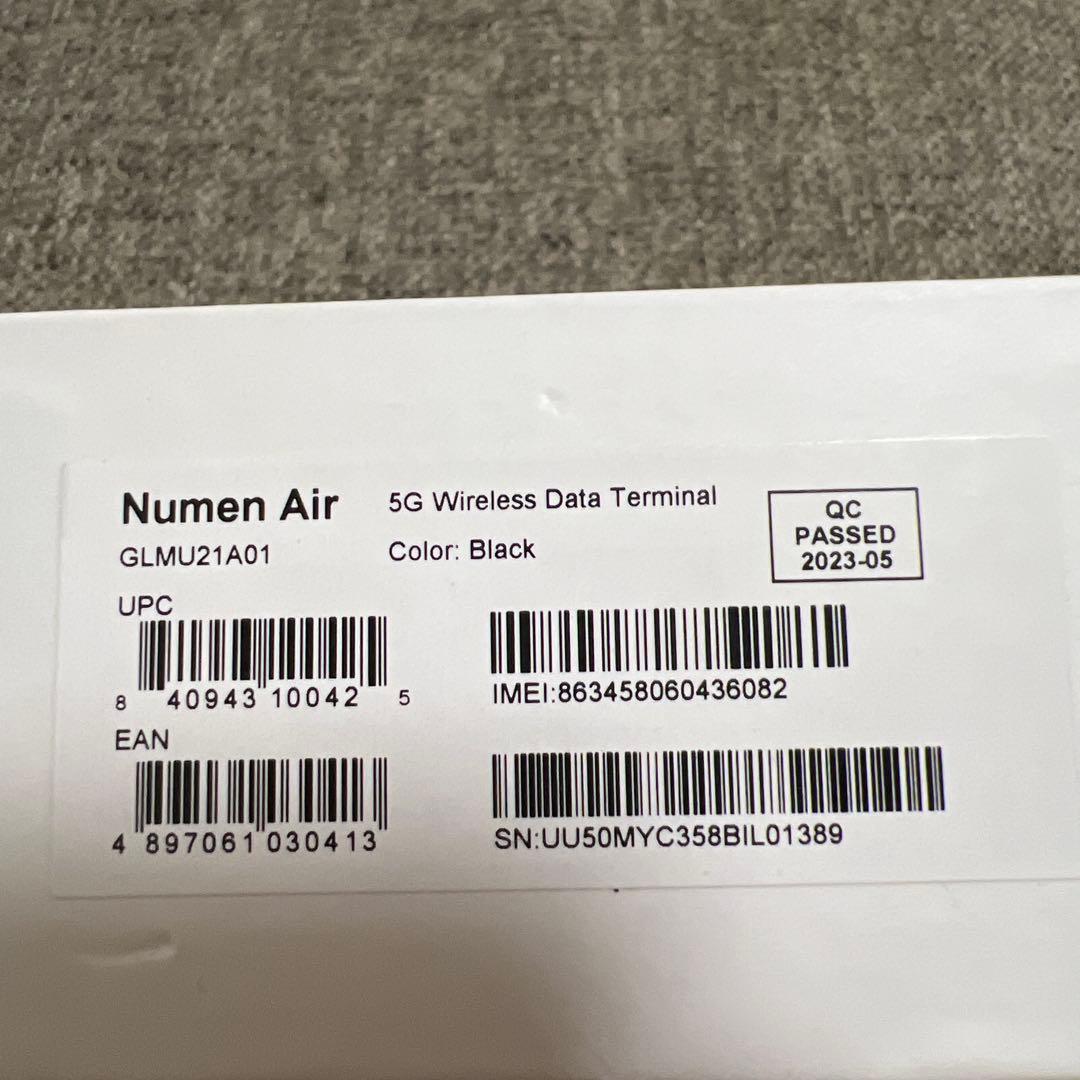 Numen Air
GLMU21A01
5G Wireless Data Terminal
Color: Black
QC
PASSED
2023-05
UPC
8 40943 10042 5
EAN
4 897061 030413
IMEI:863458060436082
SN:UU50MYC358BIL01389